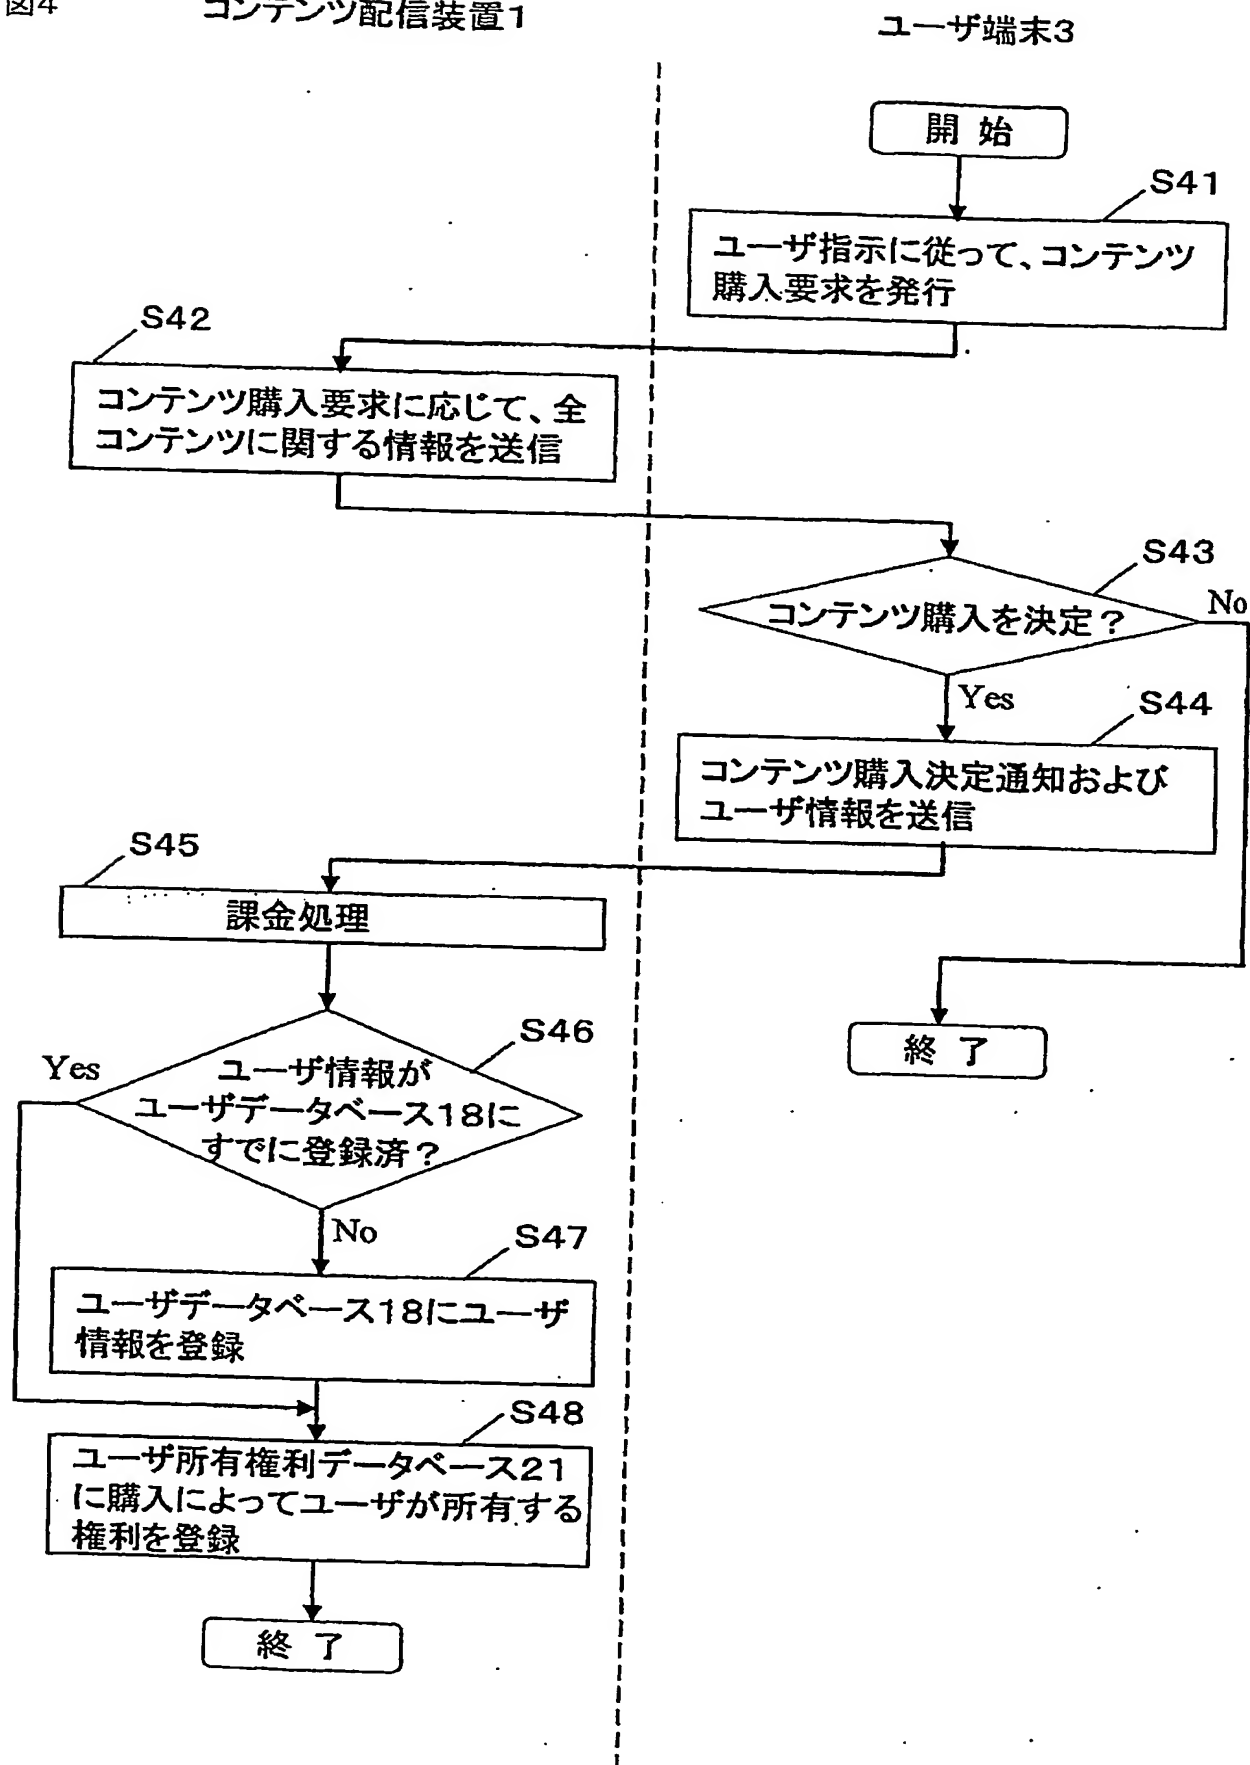 図4
コンテンツ配信装置1
ユーザ端末3
開 始
S41
ユーザ指示に従って、コンテンツ
購入要求を発行
S42
コンテンツ購入要求に応じて、全
コンテンツに関する情報を送信
S43
コンテンツ購入を決定？
No
Yes
S44
コンテンツ購入決定通知および
ユーザ情報を送信
S45
課金処理
終 了
S46
Yes
ユーザ情報が
ユーザデータベース18に
すでに登録済？
No
S47
ユーザデータベース18にユーザ
情報を登録
S48
ユーザ所有権利データベース21
に購入によってユーザが所有する
権利を登録
終 了